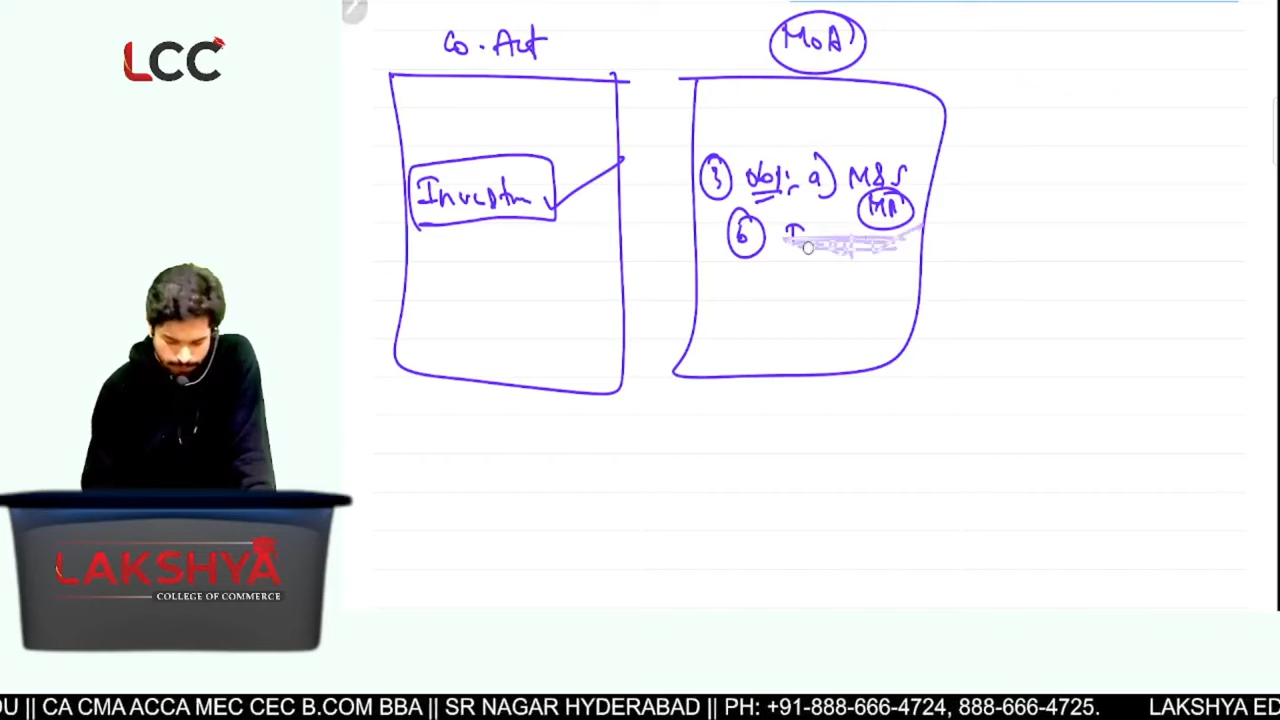 LCC
Co. Act
MOA
Investm
3 obj:- a) M&S
MA
6 I
LAKSHYA
COLLEGE OF COMMERCE
OU || CA CMA ACCA MEC CEC B.COM BBA || SR NAGAR HYDERABAD || PH: +91-888-666-4724, 888-666-4725. LAKSHYA ED